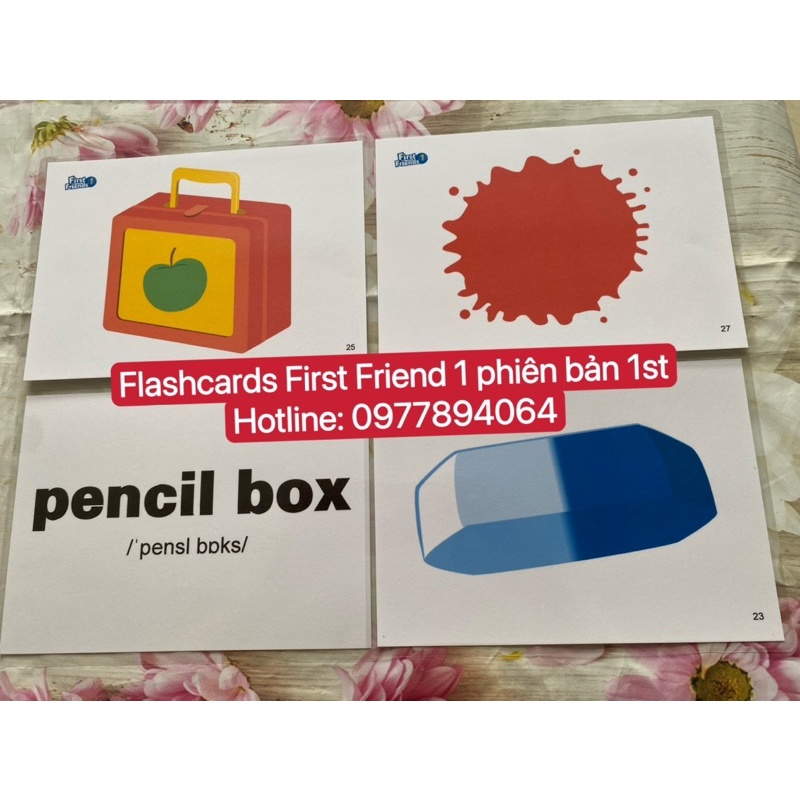 First
Friends 1
25
First
Friends 1
27
Flashcards First Friend 1 phiên bản 1st
Hotline: 0977894064
pencil box
/ˈpensl bɒks/
23